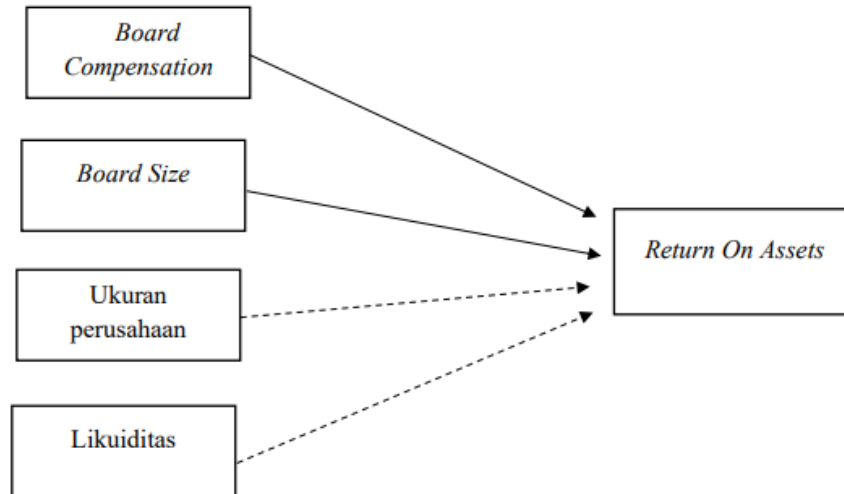 Board
Compensation
Board Size
Return On Assets
Ukuran
perusahaan
Likuiditas